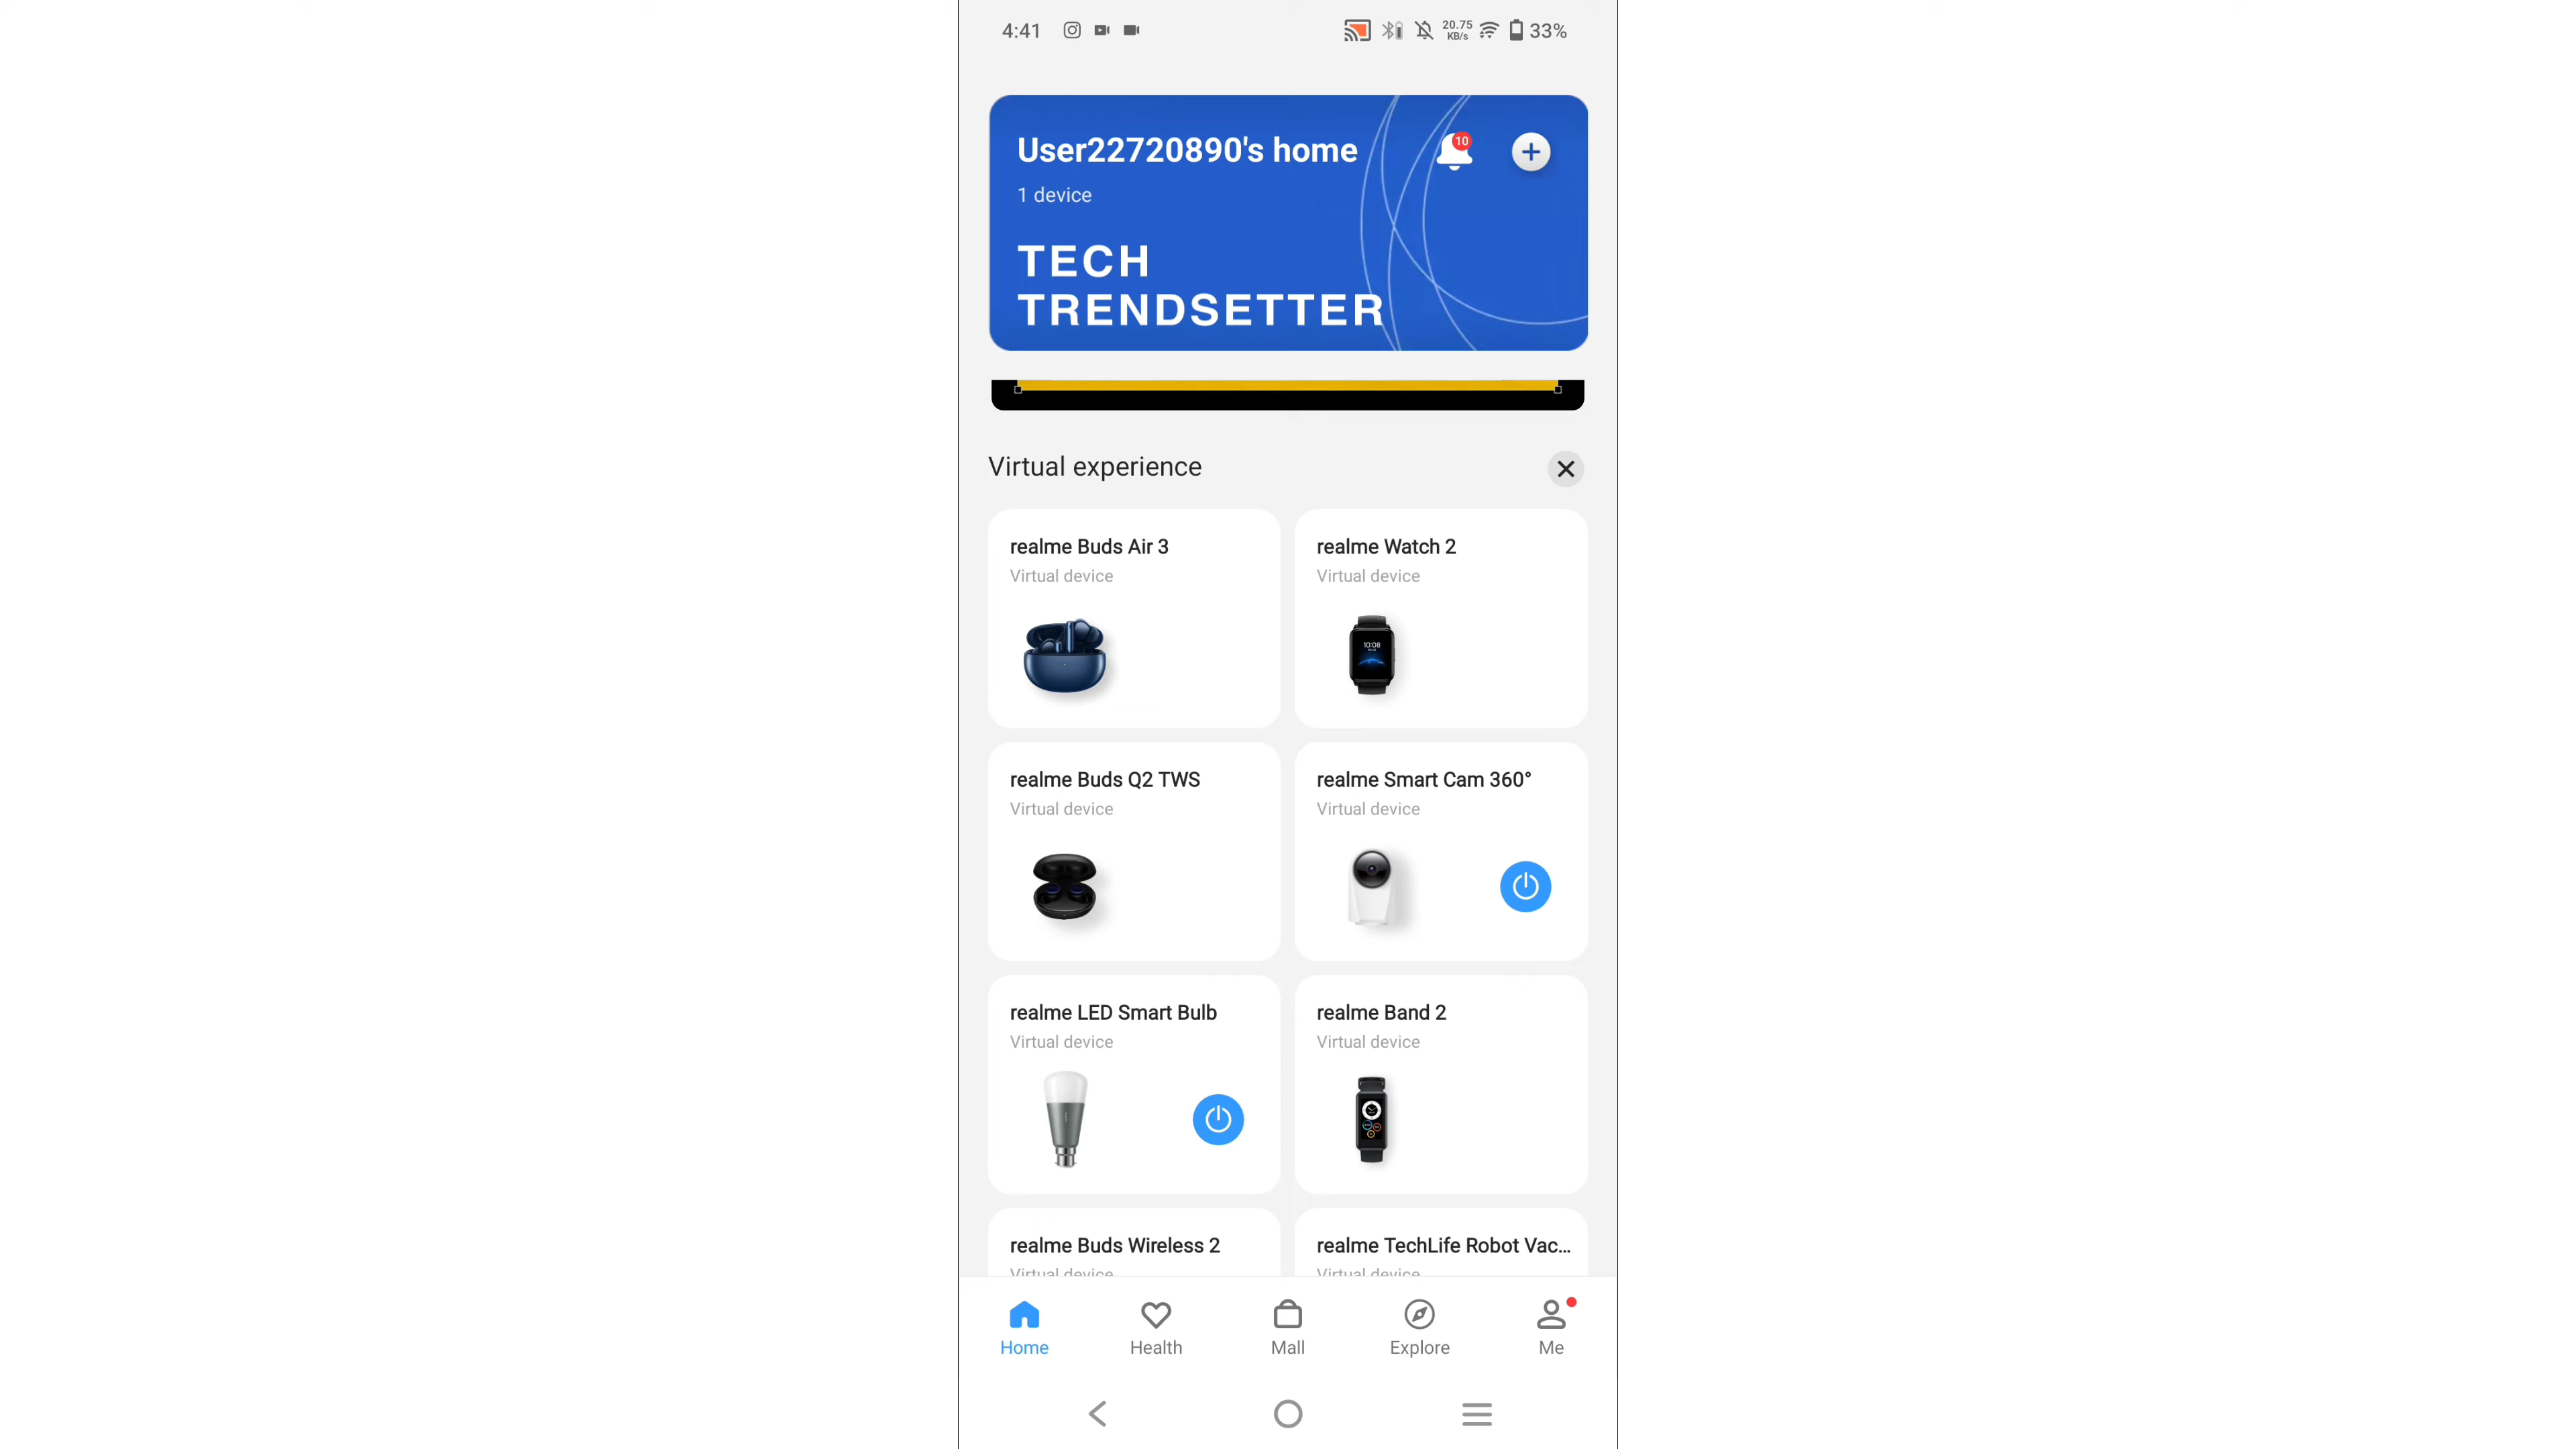 4:41 20.75 KB/s 33%
User22720890's home 10
1 device
TECH
TRENDSETTER
Virtual experience
realme Buds Air 3
Virtual device
realme Watch 2
Virtual device
10:08
realme Buds Q2 TWS
Virtual device
realme Smart Cam 360°
Virtual device
realme LED Smart Bulb
Virtual device
realme Band 2
Virtual device
realme Buds Wireless 2
Virtual device
realme TechLife Robot Vac...
Virtual device
Home Health Mall Explore Me